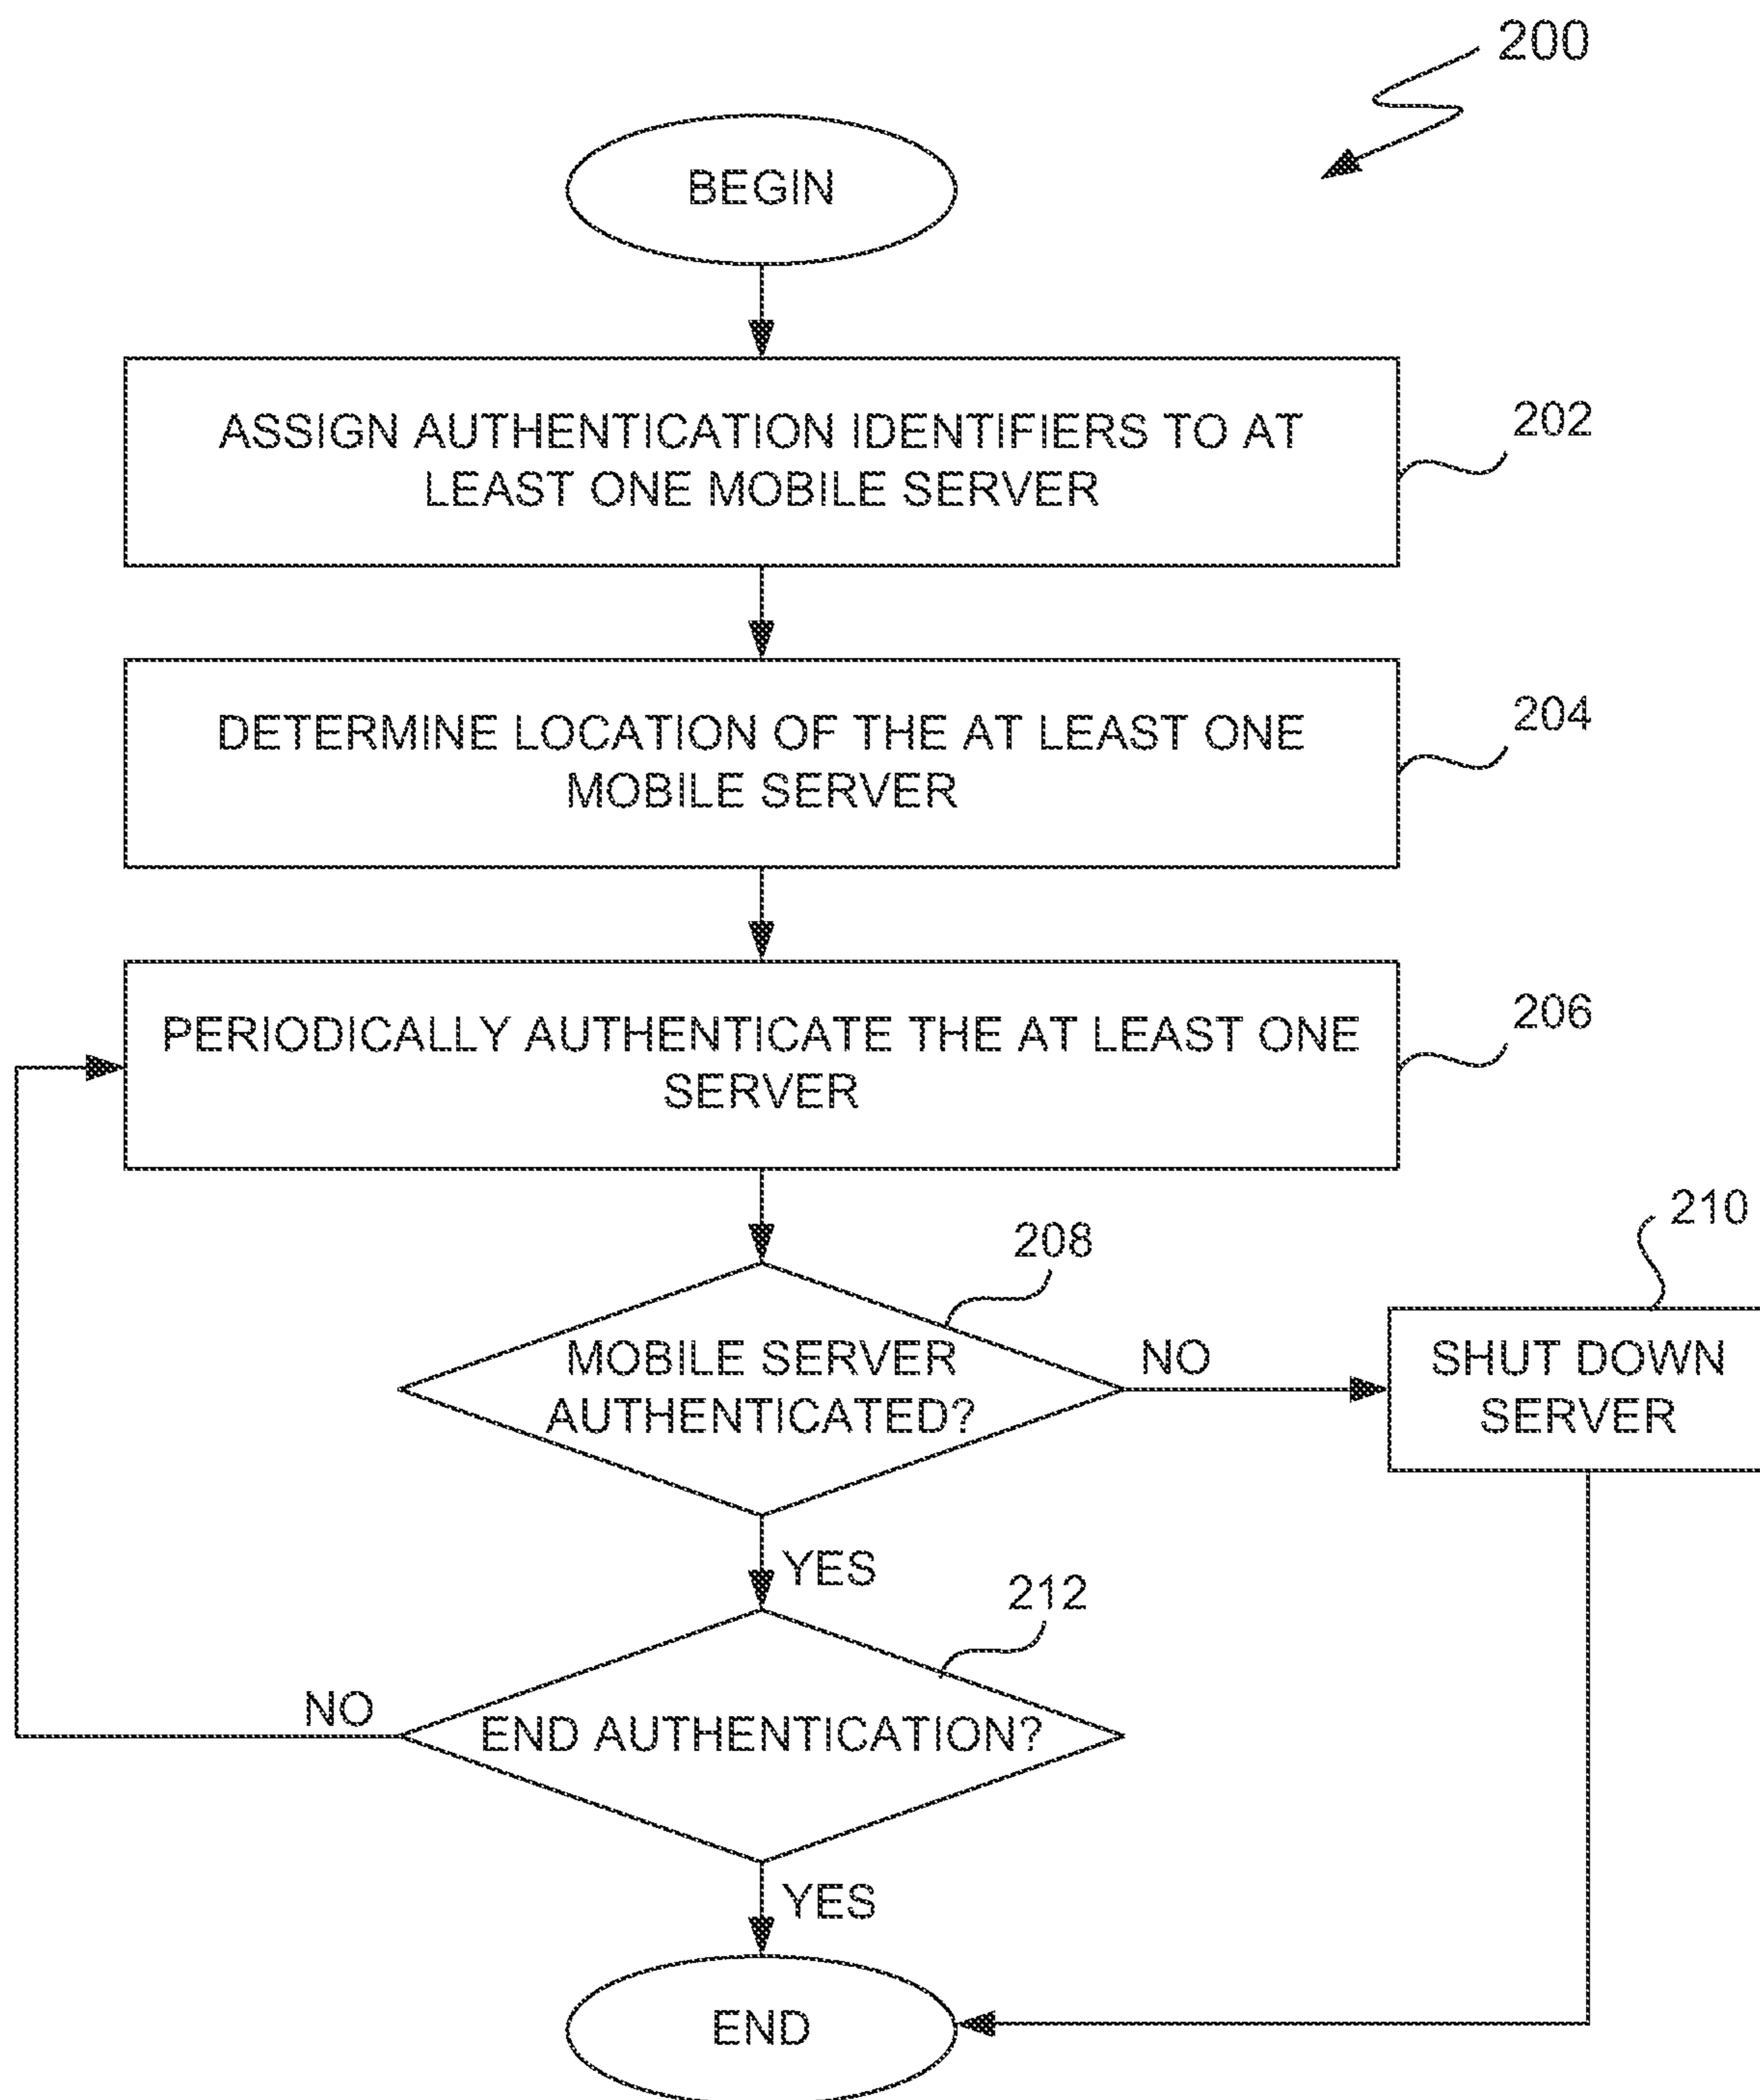 200
BEGIN
ASSIGN AUTHENTICATION IDENTIFIERS TO AT
LEAST ONE MOBILE SERVER
202
DETERMINE LOCATION OF THE AT LEAST ONE
MOBILE SERVER
204
PERIODICALLY AUTHENTICATE THE AT LEAST ONE
SERVER
206
208
MOBILE SERVER
AUTHENTICATED?
NO
210
SHUT DOWN
SERVER
YES
212
END AUTHENTICATION?
NO
YES
END